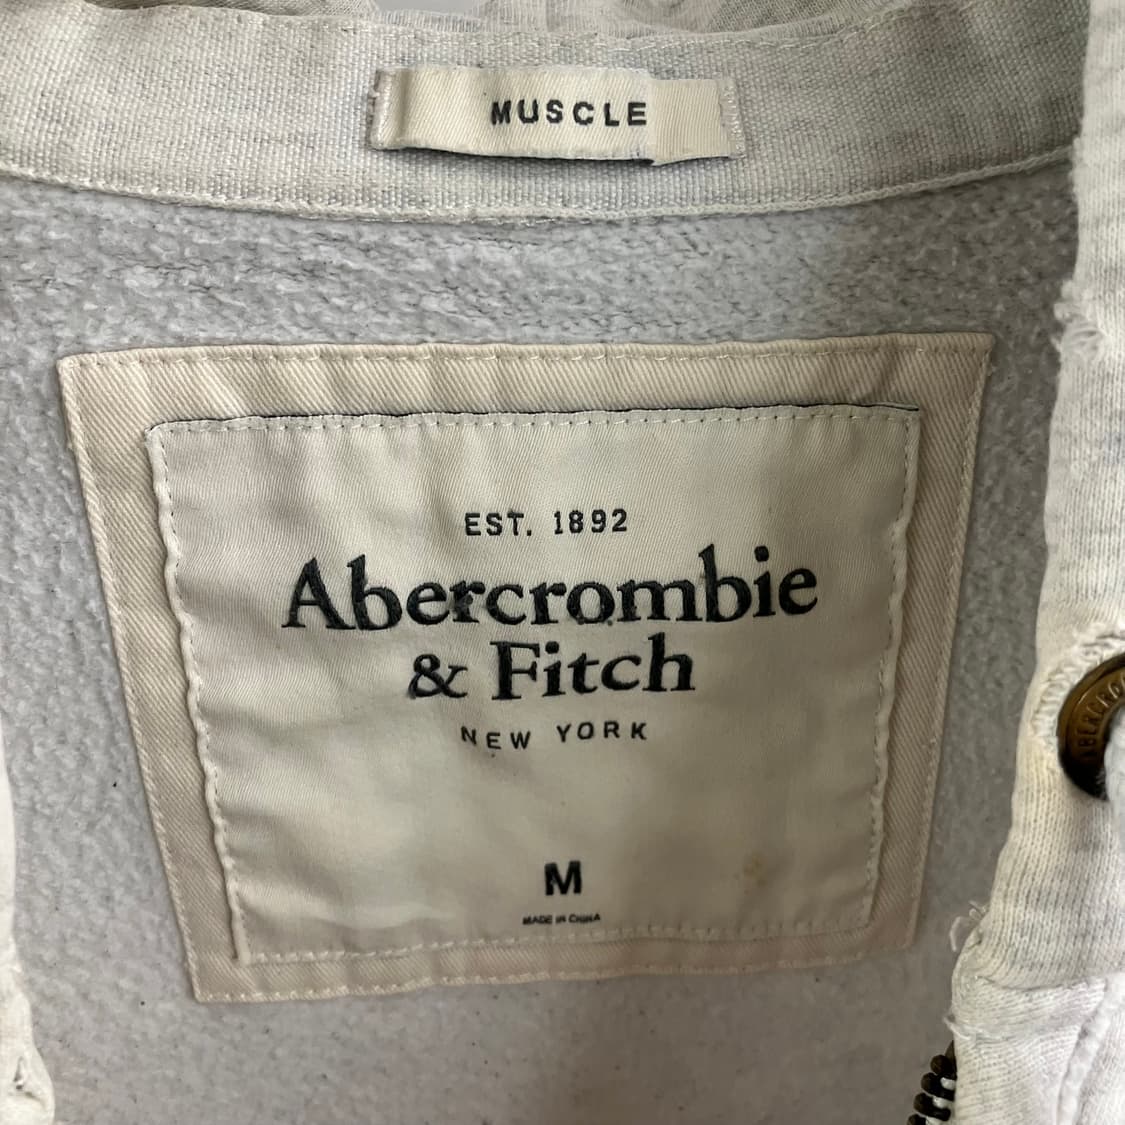 MUSCLE
EST. 1892
Abercrombie
& Fitch
NEW YORK
M
MADE IN CHINA